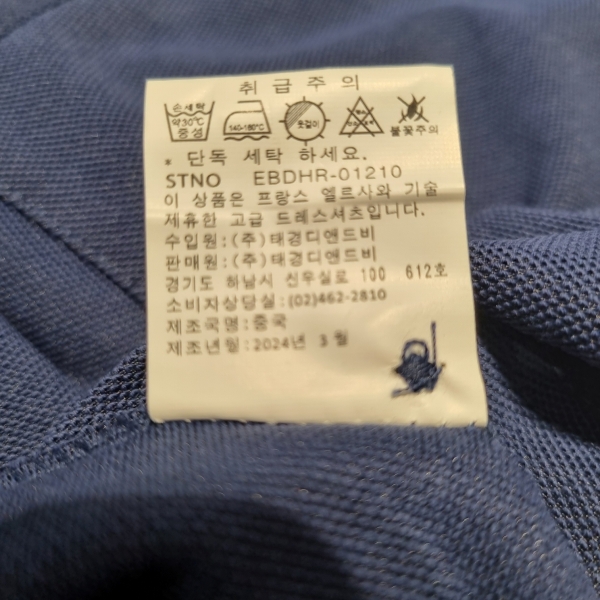 취급주의
손세탁
약30℃
중성
140-160℃
옷걸이
불꽃주의
* 단독 세탁 하세요.
STNO EBDHR-01210
이 상품은 프랑스 엘르사와 기술
제휴한 고급 드레스셔츠입니다.
수입원:(주)태경디앤드비
판매원:(주)태경디앤드비
경기도 하남시 신우실로 100 612호
소비자상담실:(02)462-2810
제조국명:중국
제조년월:2024년 3월